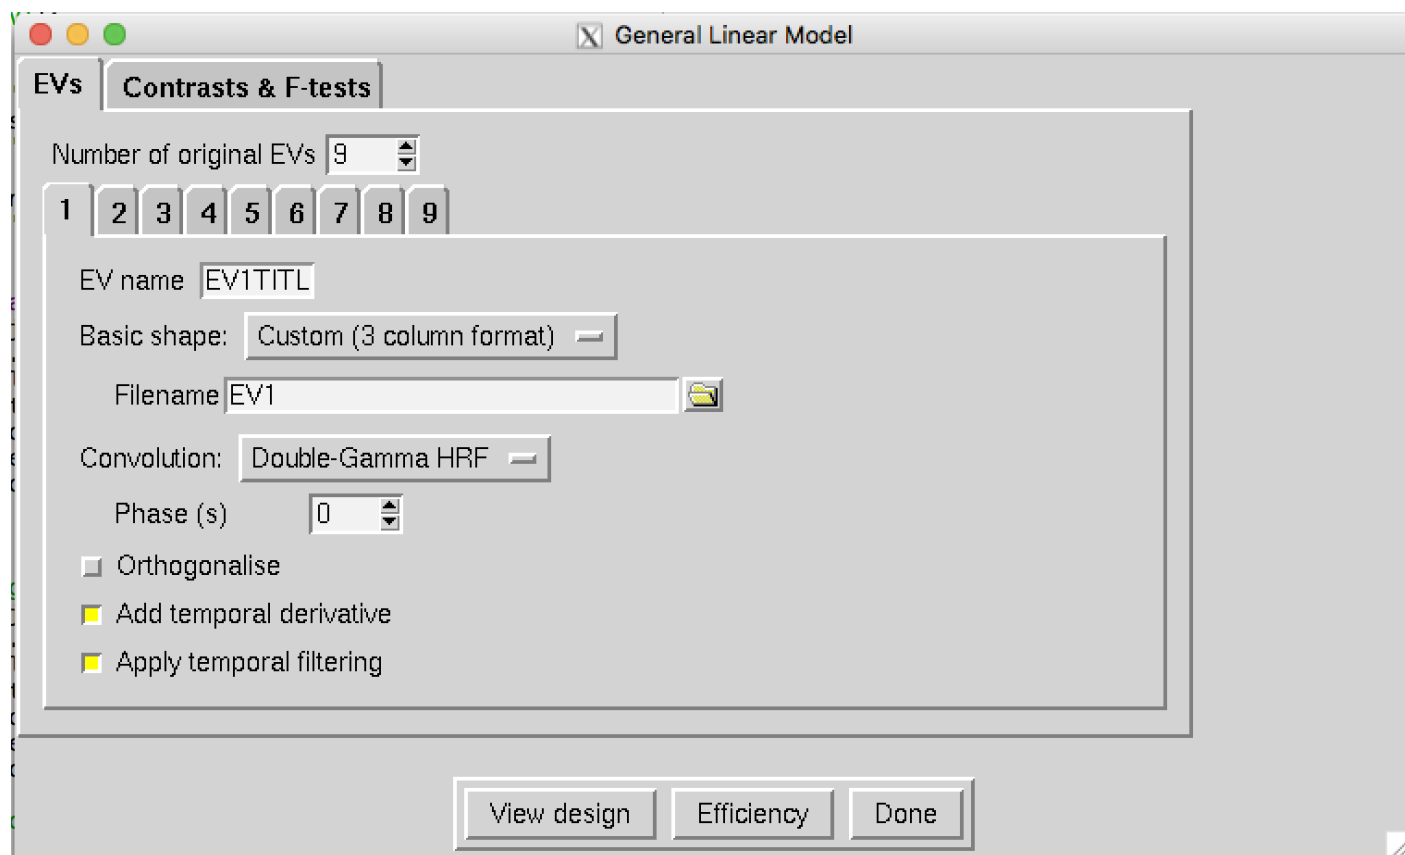 General Linear Model
EVs Contrasts & F-tests
Number of original EVs 9
1 2 3 4 5 6 7 8 9
EV name EV1TITL
Basic shape: Custom (3 column format)
Filename EV1
Convolution: Double-Gamma HRF
Phase (s) 0
Orthogonalise
Add temporal derivative
Apply temporal filtering
View design Efficiency Done